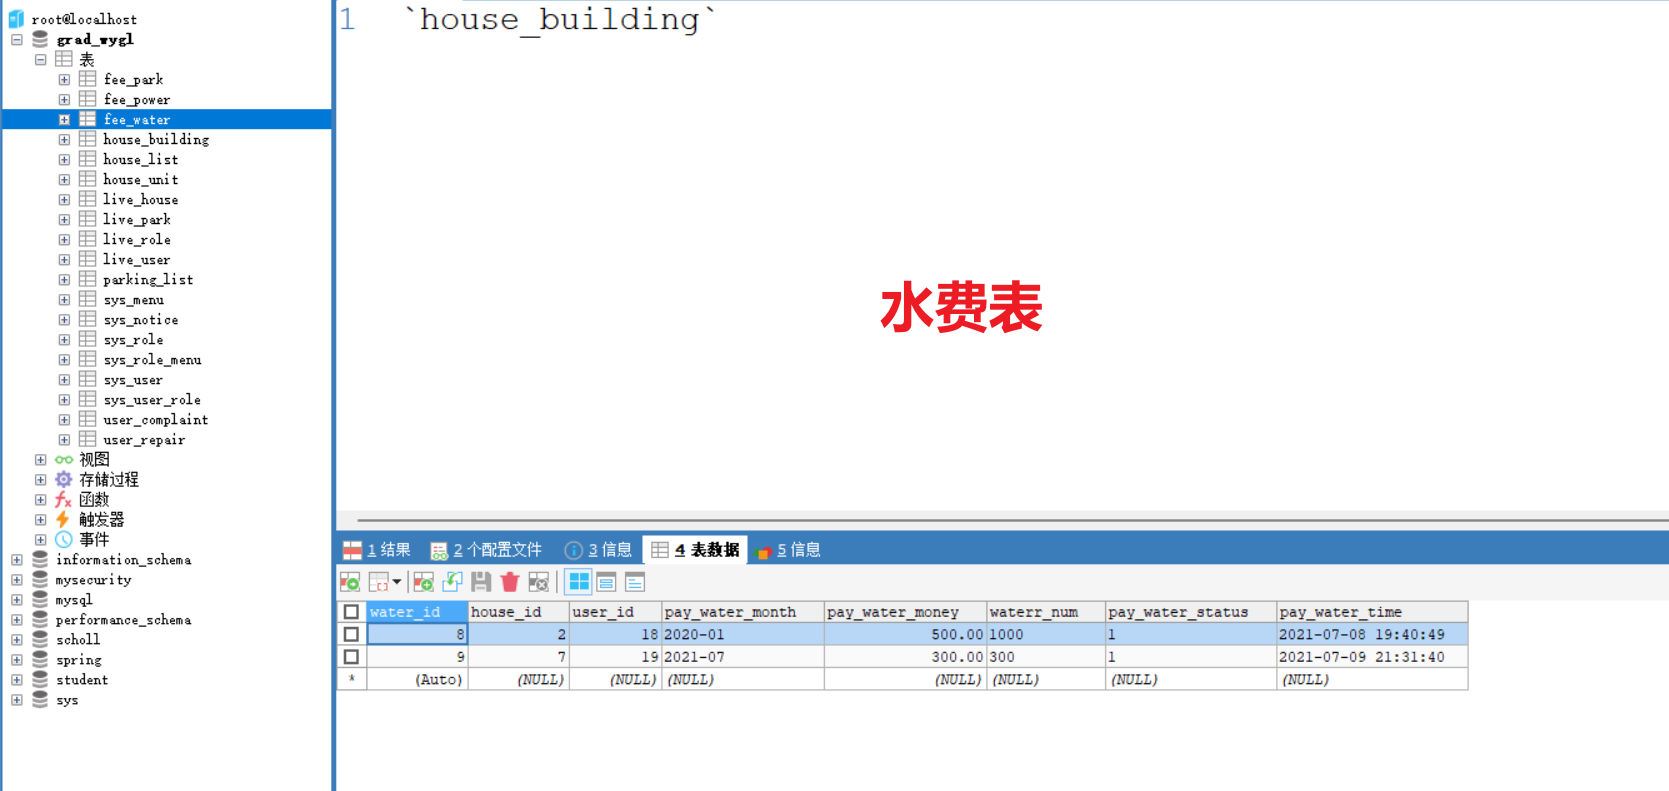 root@localhost
grad_wygl
表
fee_park
fee_power
fee_water
house_building
house_list
house_unit
live_house
live_park
live_role
live_user
parking_list
sys_menu
sys_notice
sys_role
sys_role_menu
sys_user
sys_user_role
user_complaint
user_repair
视图
存储过程
函数
触发器
事件
information_schema
mysecurity
mysql
performance_schema
scholl
spring
student
sys
1 `house_building`
水费表
1 结果 2 个配置文件 3 信息 4 表数据 5 信息
water_id house_id user_id pay_water_month pay_water_money waterr_num pay_water_status pay_water_time
8 2 18 2020-01 500.00 1000 1 2021-07-08 19:40:49
9 7 19 2021-07 300.00 300 1 2021-07-09 21:31:40
* (Auto) (NULL) (NULL) (NULL) (NULL) (NULL) (NULL) (NULL)